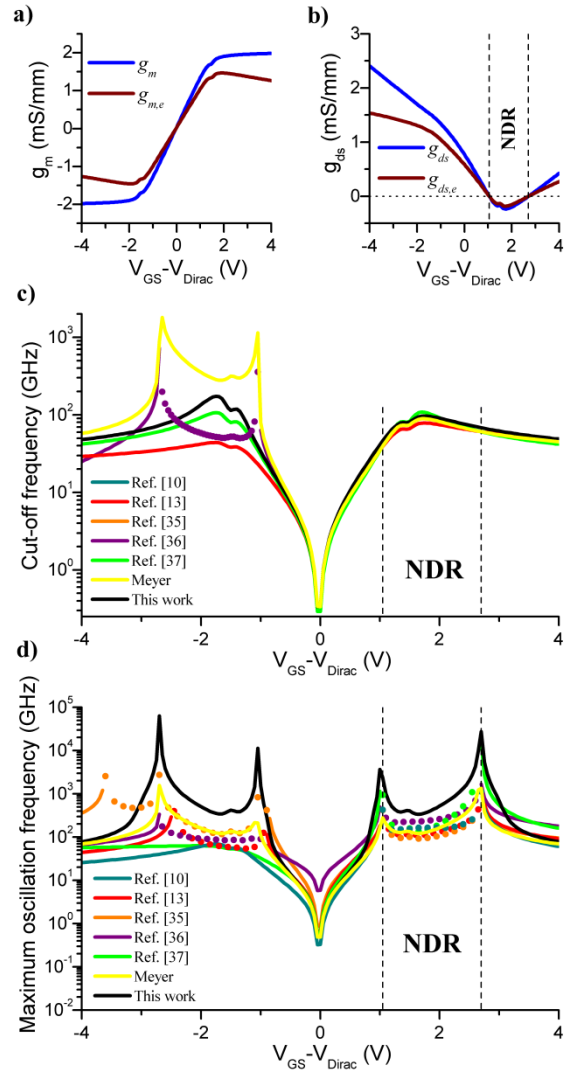 a)
g_m (mS/mm)
2
1
0
-1
-2
g_m
g_m,e
-4 -2 0 2 4
V_GS-V_Dirac (V)
b)
g_ds (mS/mm)
3
2
1
0
g_ds
g_ds,e
NDR
-4 -2 0 2 4
V_GS-V_Dirac (V)
c)
Cut-off frequency (GHz)
10^3
10^2
10^1
10^0
Ref. [10]
Ref. [13]
Ref. [35]
Ref. [36]
Ref. [37]
Meyer
This work
NDR
-4 -2 0 2 4
V_GS-V_Dirac (V)
d)
Maximum oscillation frequency (GHz)
10^5
10^4
10^3
10^2
10^1
10^0
10^-1
10^-2
Ref. [10]
Ref. [13]
Ref. [35]
Ref. [36]
Ref. [37]
Meyer
This work
NDR
-4 -2 0 2 4
V_GS-V_Dirac (V)